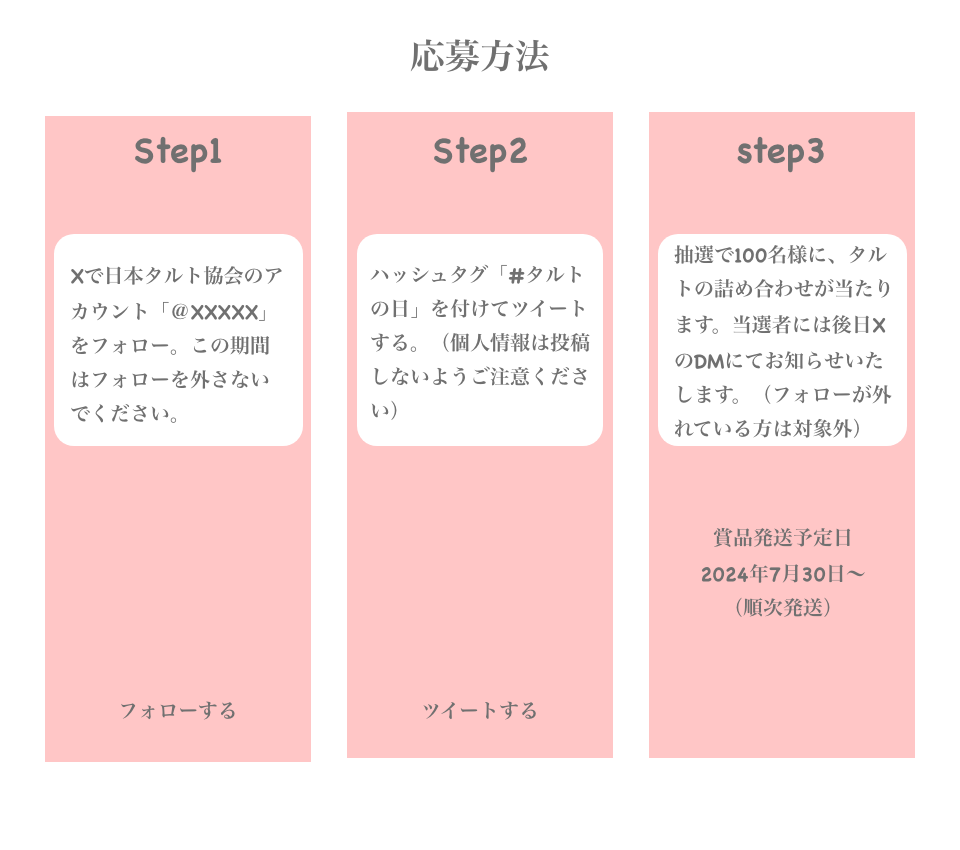 応募方法
Step1
Xで日本タルト協会のア
カウント「＠XXXXX」
をフォロー。この期間
はフォローを外さない
でください。
フォローする
Step2
ハッシュタグ「#タルト
の日」を付けてツイート
する。（個人情報は投稿
しないようご注意くださ
い）
ツイートする
step3
抽選で100名様に、タル
トの詰め合わせが当たり
ます。当選者には後日X
のDMにてお知らせいた
します。（フォローが外
れている方は対象外）
賞品発送予定日
2024年7月30日〜
（順次発送）